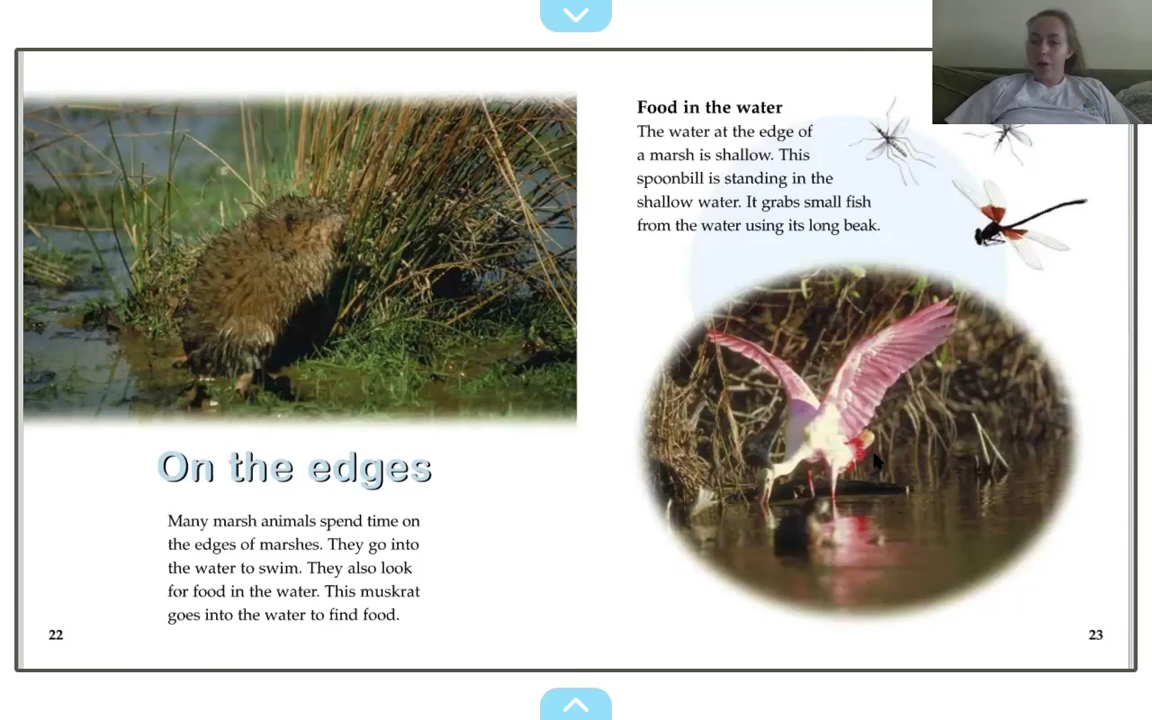 On the edges
Many marsh animals spend time on
the edges of marshes. They go into
the water to swim. They also look
for food in the water. This muskrat
goes into the water to find food.
22
Food in the water
The water at the edge of
a marsh is shallow. This
spoonbill is standing in the
shallow water. It grabs small fish
from the water using its long beak.
23